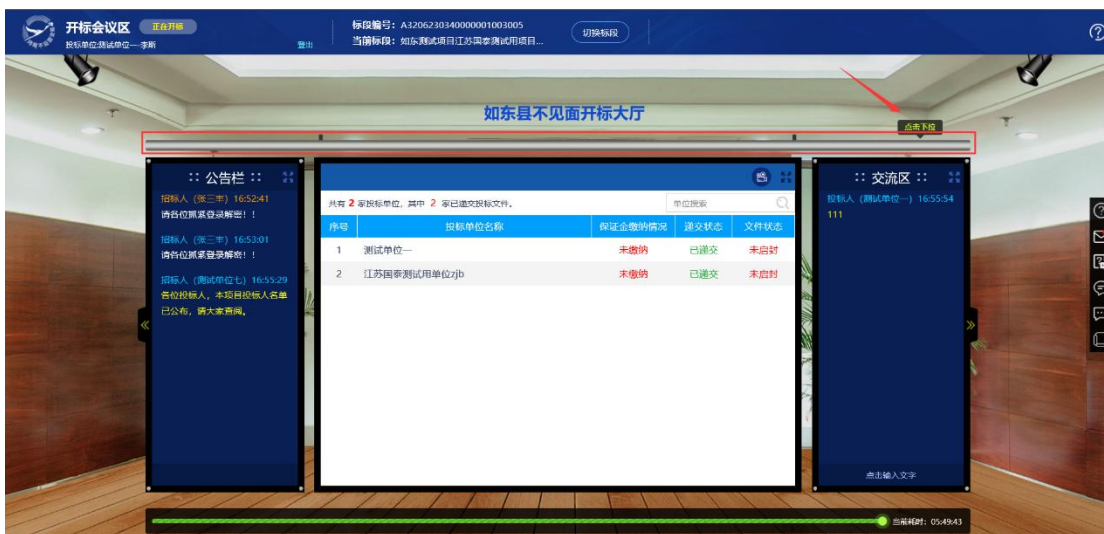 开标会议区 正在开标
投标单位:测试单位一-李斯 登出
标段编号：A3206230340000001003005
当前标段：如东测试项目江苏国泰测试用项目...
切换标段
如东县不见面开标大厅
点击下拉
:: 公告栏 ::
招标人（张三丰）16:52:41
请各位抓紧登录解密！！
招标人（张三丰）16:53:01
请各位抓紧登录解密！！
招标人（测试单位七）16:55:29
各位投标人，本项目投标人名单
已公布，请大家查阅。
共有 2 家投标单位，其中 2 家已递交投标文件。 单位搜索
序号 投标单位名称 保证金缴纳情况 递交状态 文件状态
1 测试单位一 未缴纳 已递交 未启封
2 江苏国泰测试用单位zjb 未缴纳 已递交 未启封
:: 交流区 ::
投标人（测试单位一）16:55:54
111
点击输入文字
当前耗时：05:49:43